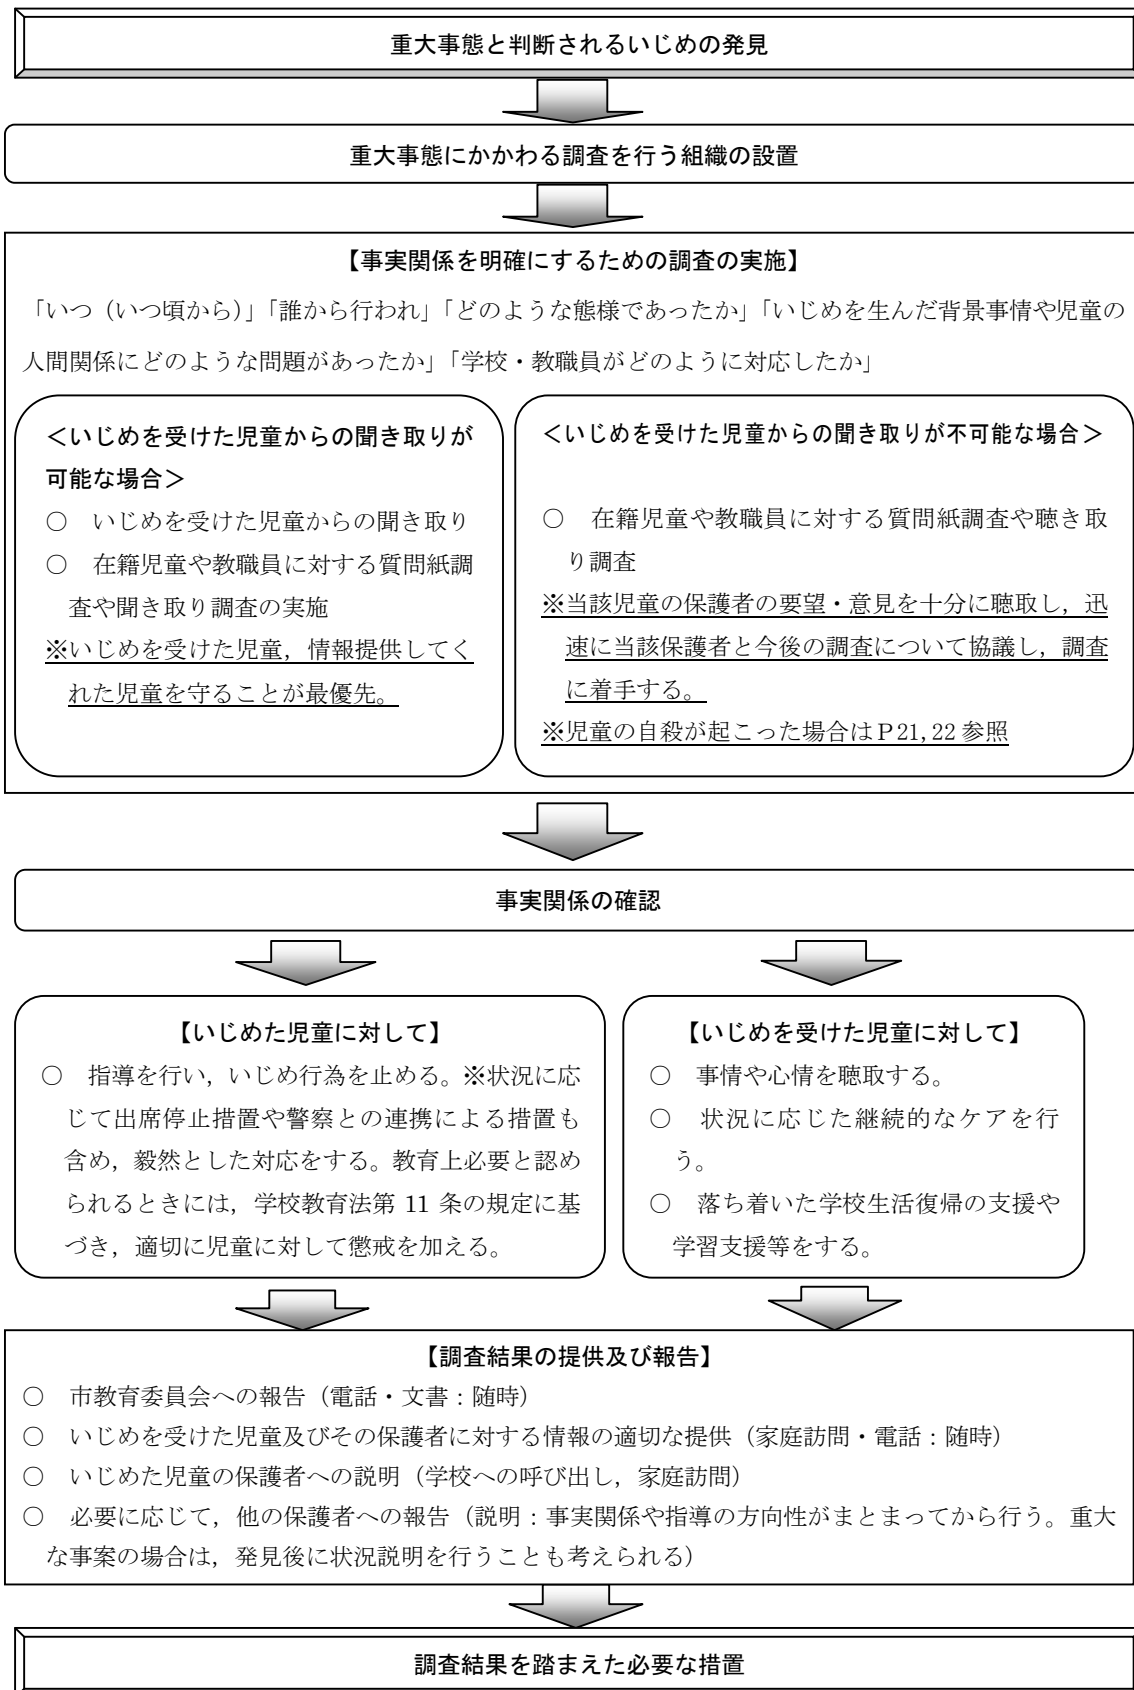 重大事態と判断されるいじめの発見
重大事態にかかわる調査を行う組織の設置
【事実関係を明確にするための調査の実施】
「いつ（いつ頃から）」「誰から行われ」「どのような態様であったか」「いじめを生んだ背景事情や児童の
人間関係にどのような問題があったか」「学校・教職員がどのように対応したか」
＜いじめを受けた児童からの聞き取りが
可能な場合＞
○　いじめを受けた児童からの聞き取り
○　在籍児童や教職員に対する質問紙調
査や聞き取り調査の実施
※いじめを受けた児童，情報提供してく
れた児童を守ることが最優先。
＜いじめを受けた児童からの聞き取りが不可能な場合＞
○　在籍児童や教職員に対する質問紙調査や聴き取
り調査
※当該児童の保護者の要望・意見を十分に聴取し，迅
速に当該保護者と今後の調査について協議し，調査
に着手する。
※児童の自殺が起こった場合はＰ21,22 参照
事実関係の確認
【いじめた児童に対して】
○　指導を行い，いじめ行為を止める。※状況に応
じて出席停止措置や警察との連携による措置も
含め，毅然とした対応をする。教育上必要と認め
られるときには，学校教育法第 11 条の規定に基
づき，適切に児童に対して懲戒を加える。
【いじめを受けた児童に対して】
○　事情や心情を聴取する。
○　状況に応じた継続的なケアを行
う。
○　落ち着いた学校生活復帰の支援や
学習支援等をする。
【調査結果の提供及び報告】
○　市教育委員会への報告（電話・文書：随時）
○　いじめを受けた児童及びその保護者に対する情報の適切な提供（家庭訪問・電話：随時）
○　いじめた児童の保護者への説明（学校への呼び出し，家庭訪問）
○　必要に応じて，他の保護者への報告（説明：事実関係や指導の方向性がまとまってから行う。重大
な事案の場合は，発見後に状況説明を行うことも考えられる）
調査結果を踏まえた必要な措置